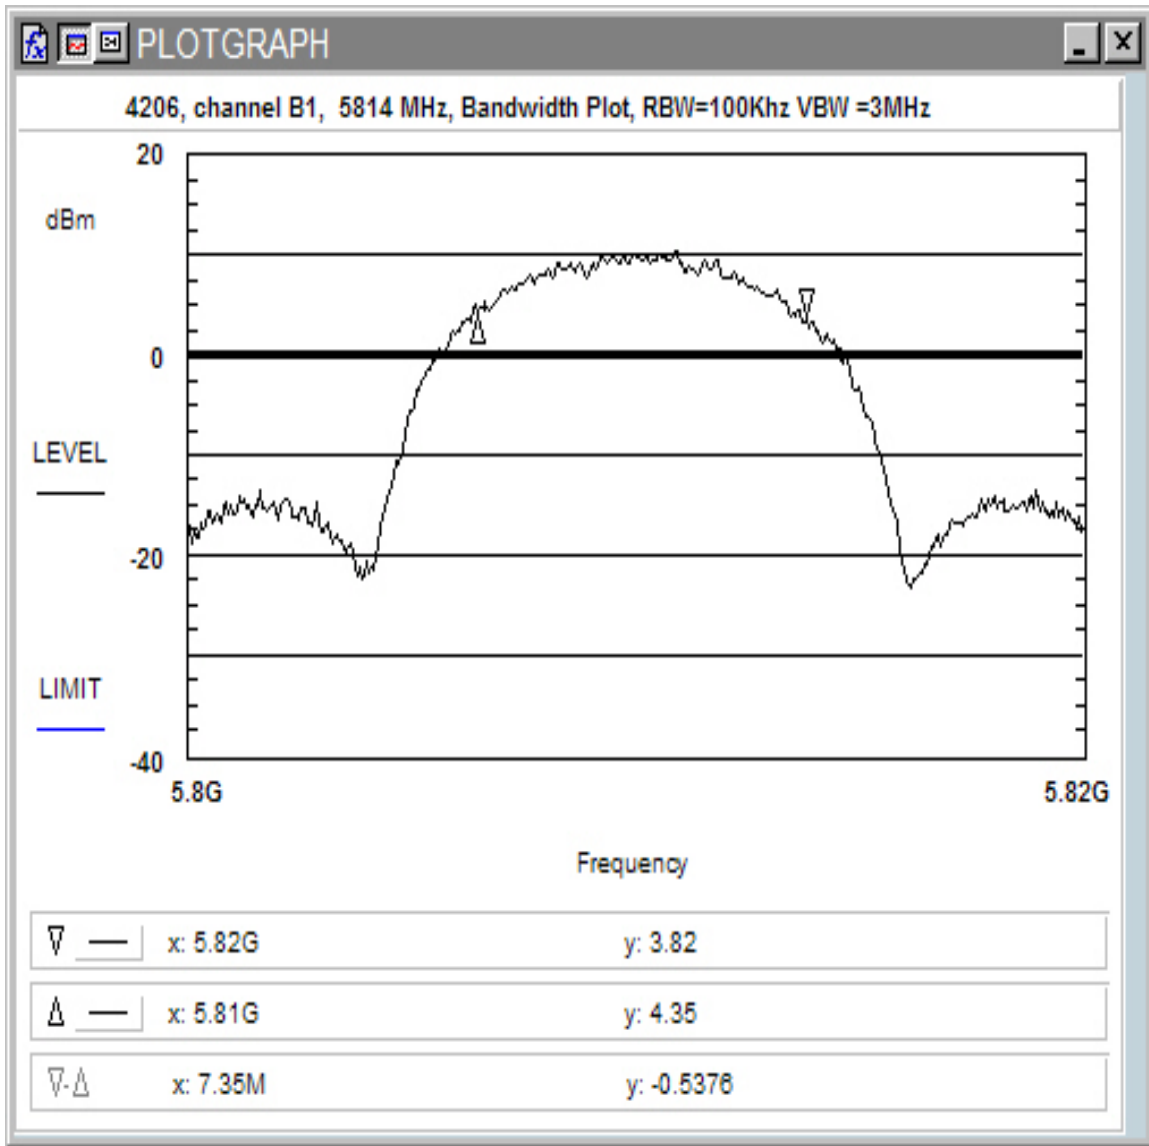 PLOTGRAPH
4206, channel B1, 5814 MHz, Bandwidth Plot, RBW=100Khz VBW =3MHz
20
dBm
0
LEVEL
-20
LIMIT
-40
5.8G 5.82G
Frequency
x: 5.82G y: 3.82
x: 5.81G y: 4.35
x: 7.35M y: -0.5376